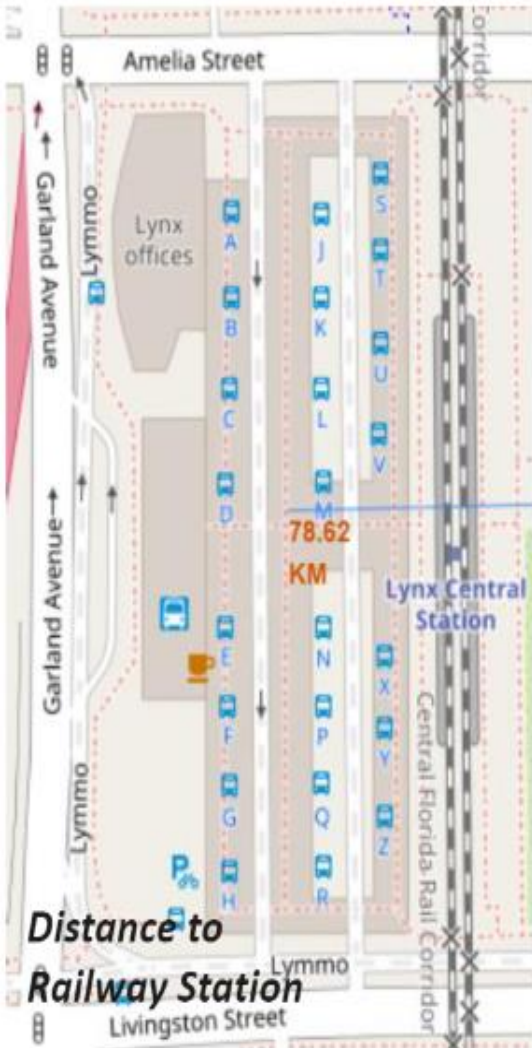 Corridor
Amelia Street
Garland Avenue
Lymmo
Lynx
offices
A
B
C
D
J
K
L
M
S
T
U
V
78.62
KM
Garland Avenue
Lynx Central
Station
E
F
G
H
N
P
Q
R
X
Y
Z
Central Florida Rail Corridor
Lymmo
P
Distance to
Railway Station
Lymmo
Livingston Street